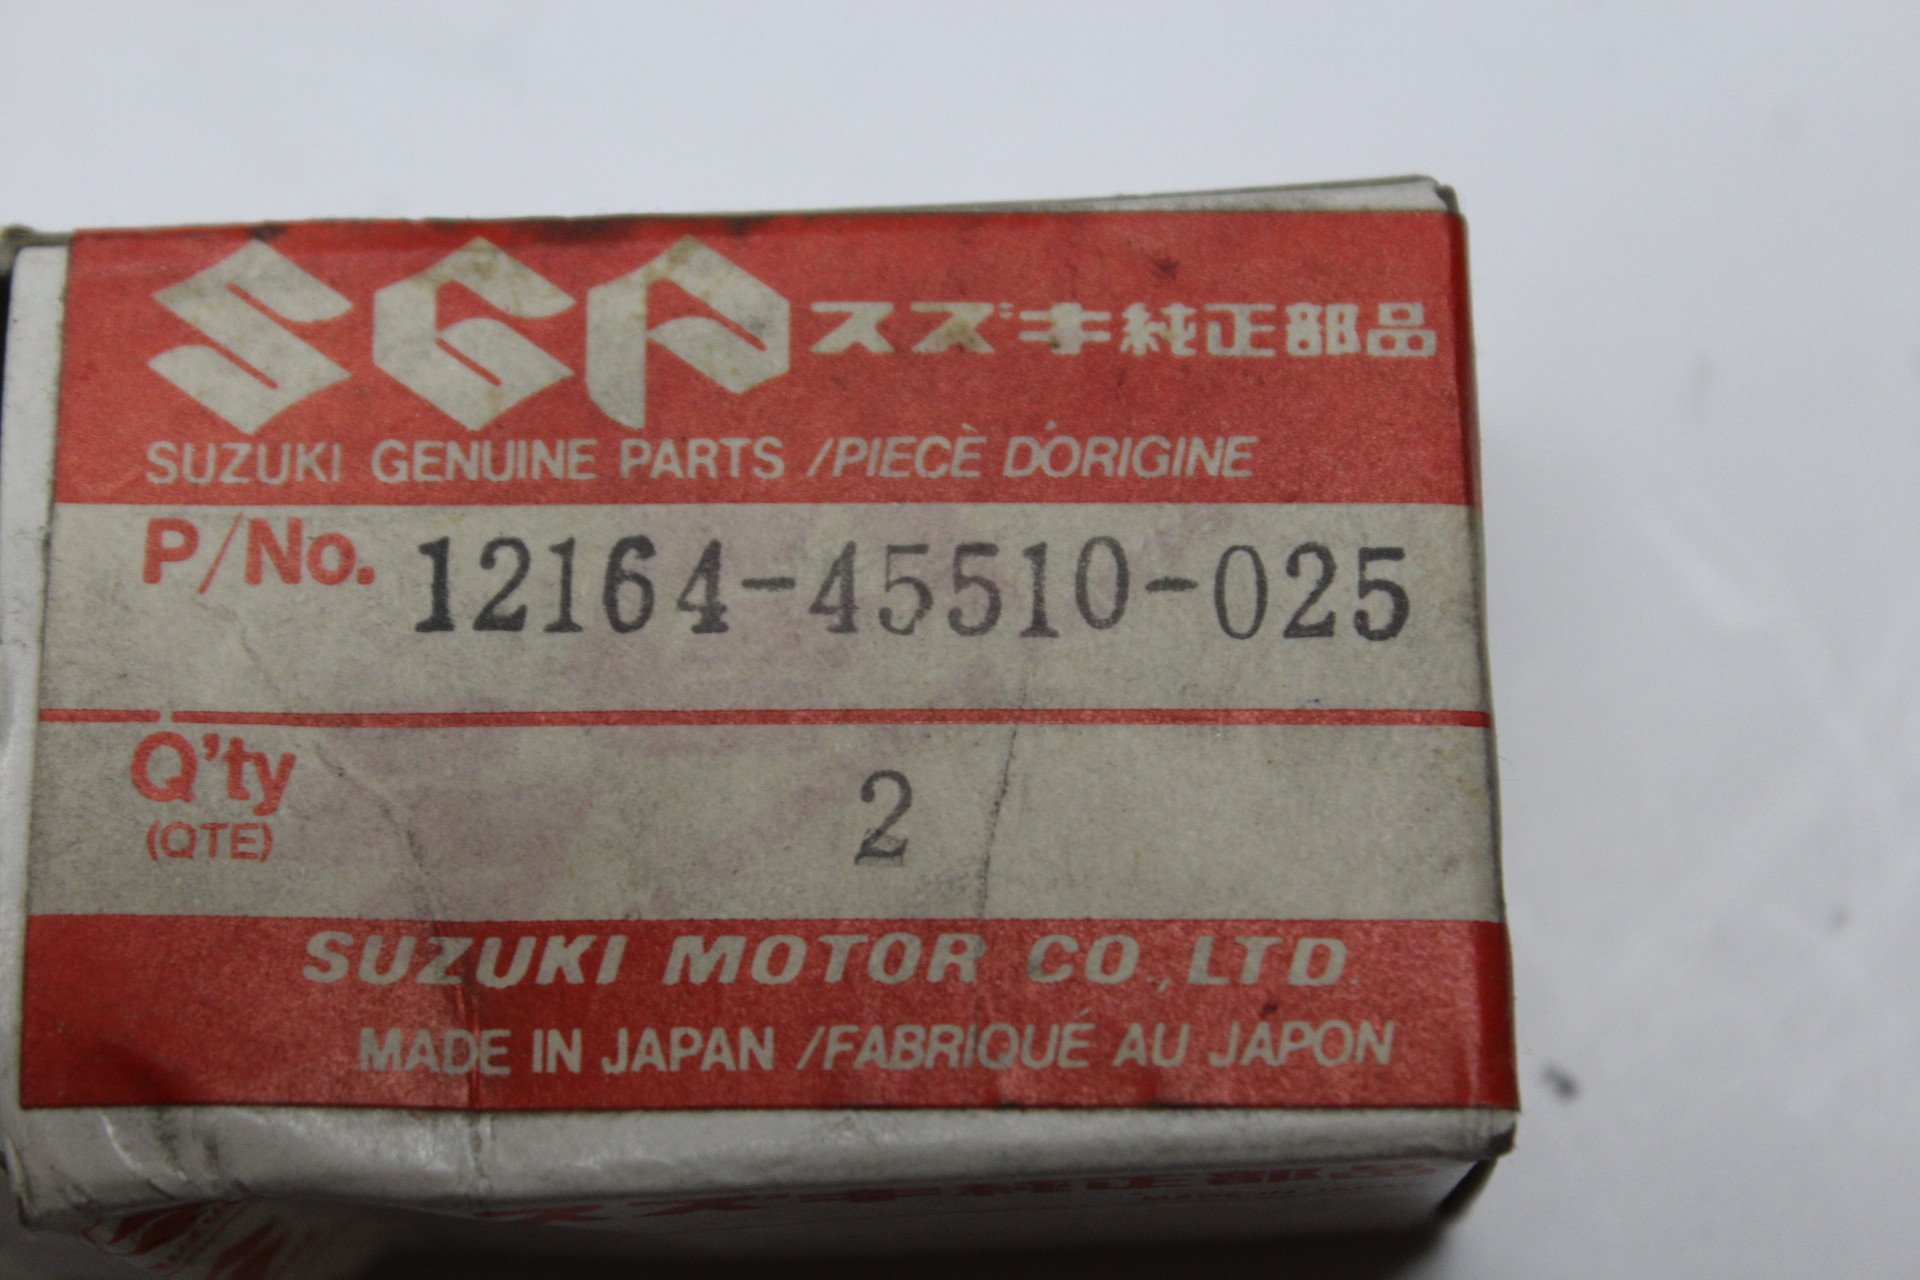 SGP スズキ純正部品
SUZUKI GENUINE PARTS /PIECÈ D'ORIGINE
P/No. 12164-45510-025
Q'ty 2
(QTE)
SUZUKI MOTOR CO.,LTD
MADE IN JAPAN /FABRIQUÉ AU JAPON